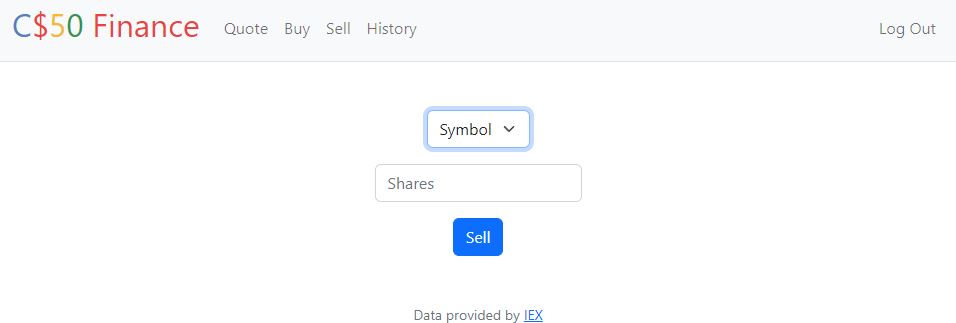 C$50 Finance Quote Buy Sell History Log Out
Symbol
Shares
Sell
Data provided by IEX